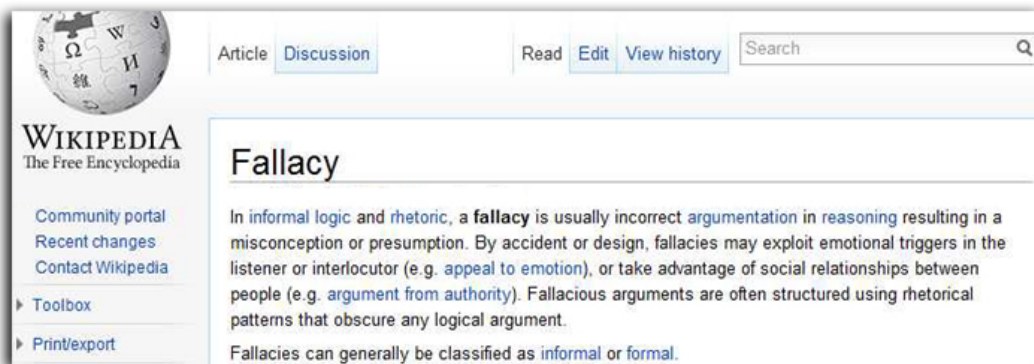 Article Discussion Read Edit View history Search
WIKIPEDIA
The Free Encyclopedia
Community portal
Recent changes
Contact Wikipedia
Toolbox
Print/export
Fallacy
In informal logic and rhetoric, a fallacy is usually incorrect argumentation in reasoning resulting in a
misconception or presumption. By accident or design, fallacies may exploit emotional triggers in the
listener or interlocutor (e.g. appeal to emotion), or take advantage of social relationships between
people (e.g. argument from authority). Fallacious arguments are often structured using rhetorical
patterns that obscure any logical argument.
Fallacies can generally be classified as informal or formal.